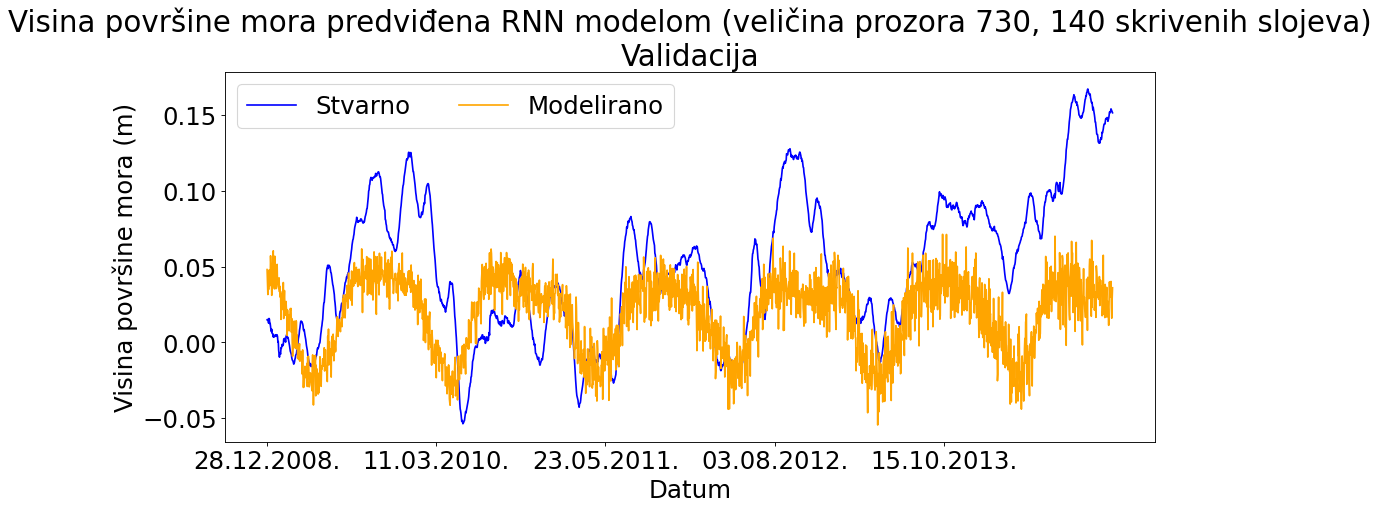 Visina površine mora predviđena RNN modelom (veličina prozora 730, 140 skrivenih slojeva)
Validacija
Stvarno Modelirano
Visina površine mora (m)
0.15
0.10
0.05
0.00
−0.05
28.12.2008. 11.03.2010. 23.05.2011. 03.08.2012. 15.10.2013.
Datum